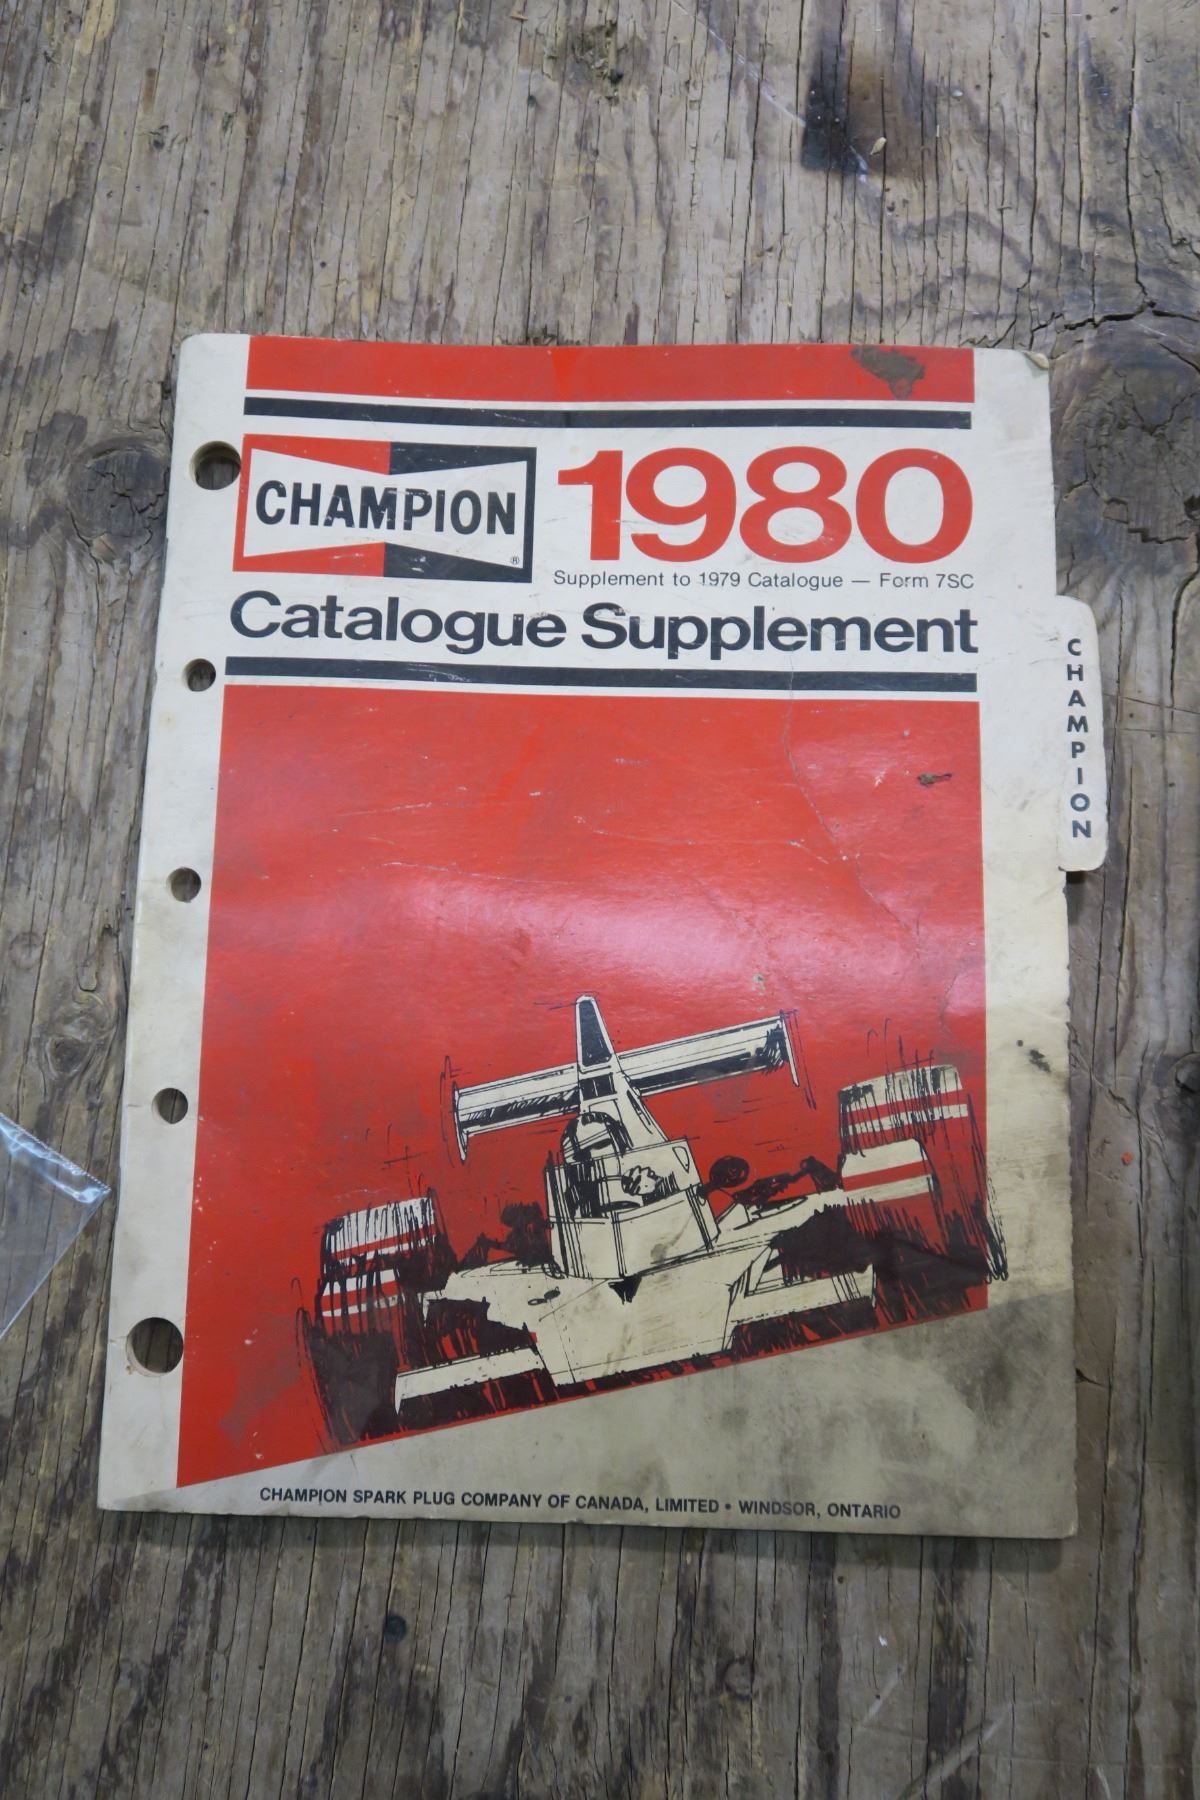 CHAMPION
®
1980
Supplement to 1979 Catalogue — Form 7SC
Catalogue Supplement
CHAMPION
CHAMPION SPARK PLUG COMPANY OF CANADA, LIMITED • WINDSOR, ONTARIO